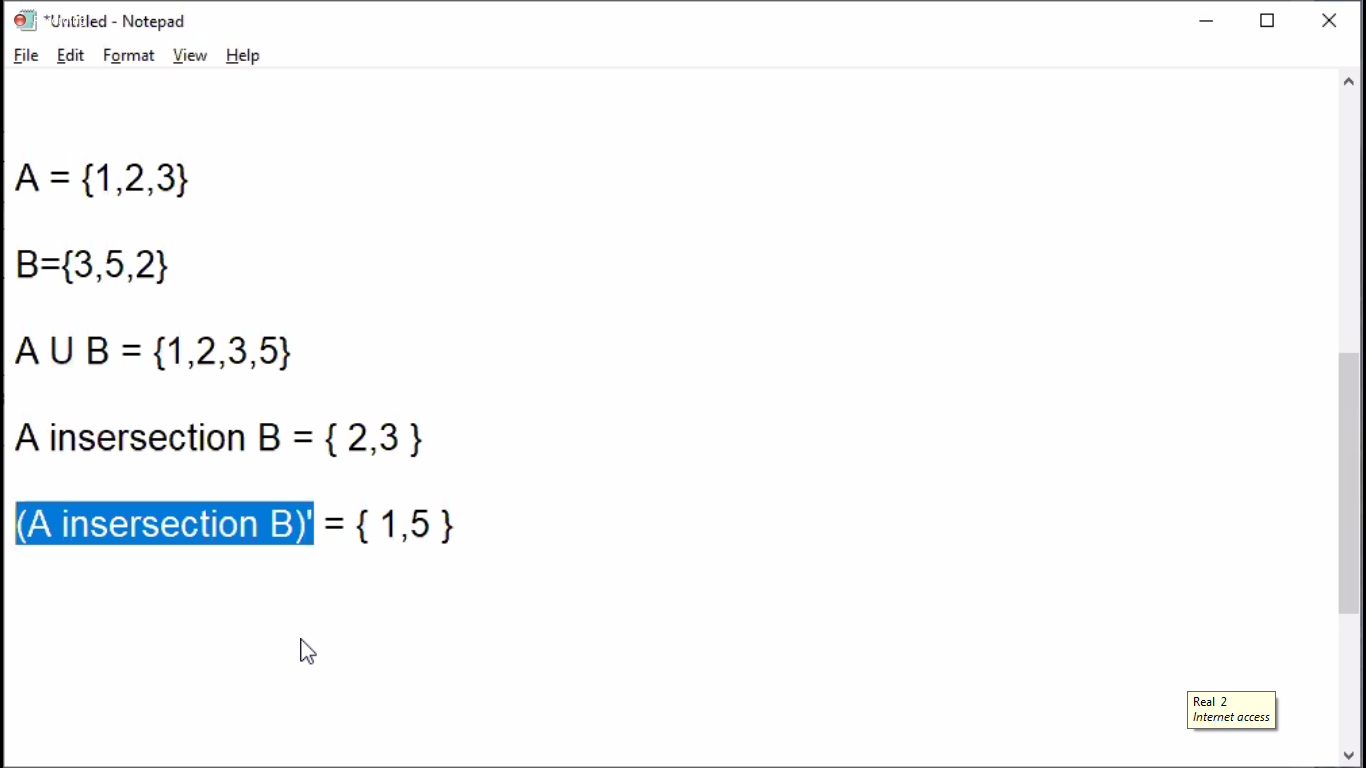 *Untitled - Notepad
File Edit Format View Help
A = {1,2,3}
B={3,5,2}
A U B = {1,2,3,5}
A insersection B = { 2,3 }
(A insersection B)' = { 1,5 }
Real 2
Internet access